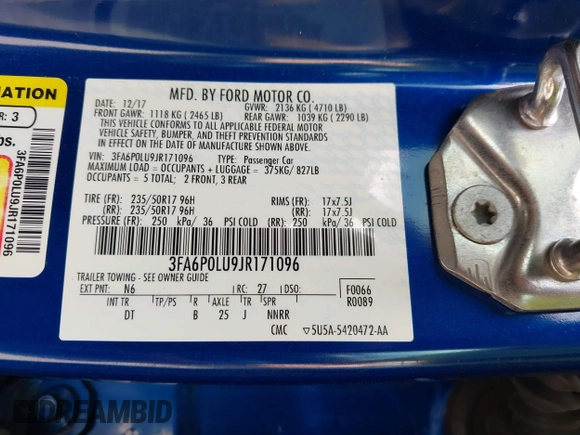 NATION
R: 3
OS.
3FA6P0LU9JR171096
MFD. BY FORD MOTOR CO.
DATE: 12/17 GVWR: 2136 KG ( 4710 LB)
FRONT GAWR: 1118 KG ( 2465 LB) REAR GAWR: 1039 KG ( 2290 LB)
THIS VEHICLE CONFORMS TO ALL APPLICABLE FEDERAL MOTOR
VEHICLE SAFETY, BUMPER, AND THEFT PREVENTION STANDARDS
IN EFFECT ON THE DATE OF MANUFACTURE SHOWN ABOVE.
VIN: 3FA6P0LU9JR171096 TYPE: Passenger Car
MAXIMUM LOAD = OCCUPANTS + LUGGAGE = 375KG/ 827LB
OCCUPANTS = 5 TOTAL; 2 FRONT, 3 REAR
TIRE (FR): 235/50R17 96H RIMS (FR): 17x7.5J
(RR): 235/50R17 96H (RR): 17x7.5J
PRESSURE (FR): 250 kPa/ 36 PSI COLD (RR): 250 kPa/ 36 PSI COLD
3FA6P0LU9JR171096
TRAILER TOWING - SEE OWNER GUIDE
EXT PNT: N6 RC: 27 DSO: F0066
R0089
INT TR TP/PS R AXLE TR SPR
DT B 25 J NNRR
CMC ▽5U5A-5420472-AA
DREAMBID